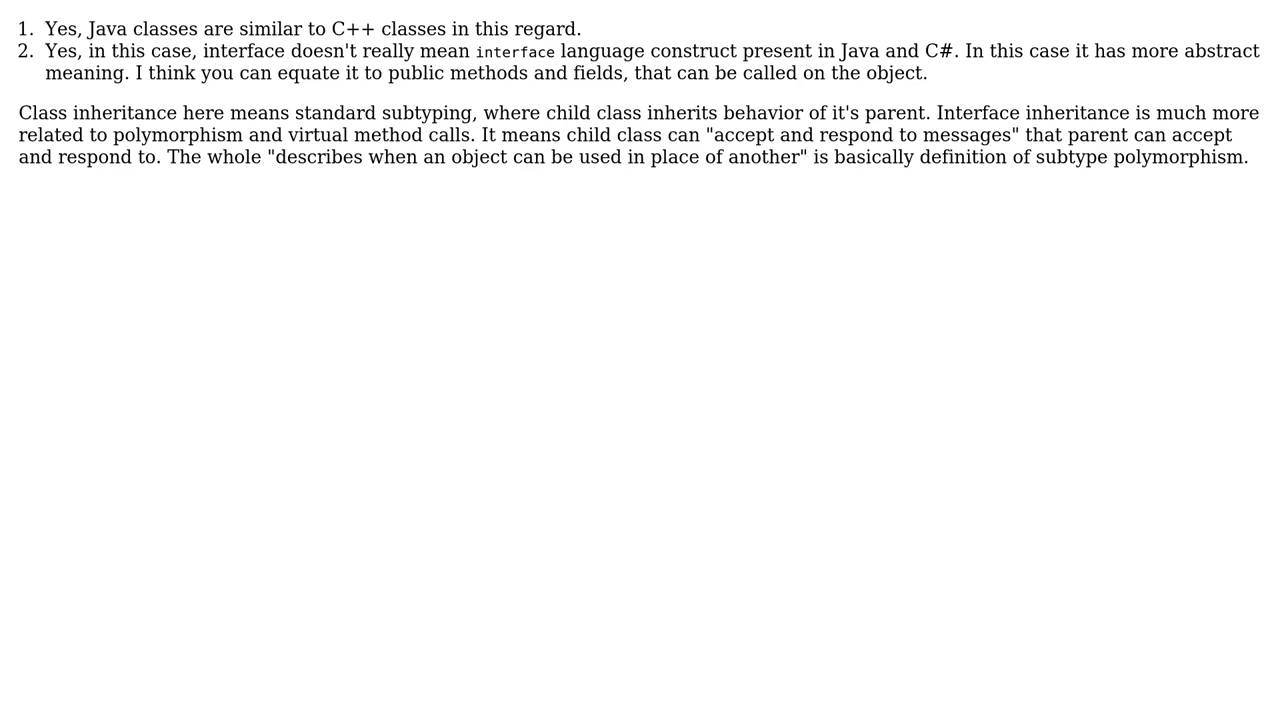 1. Yes, Java classes are similar to C++ classes in this regard.
2. Yes, in this case, interface doesn't really mean interface language construct present in Java and C#. In this case it has more abstract
meaning. I think you can equate it to public methods and fields, that can be called on the object.
Class inheritance here means standard subtyping, where child class inherits behavior of it's parent. Interface inheritance is much more
related to polymorphism and virtual method calls. It means child class can "accept and respond to messages" that parent can accept
and respond to. The whole "describes when an object can be used in place of another" is basically definition of subtype polymorphism.